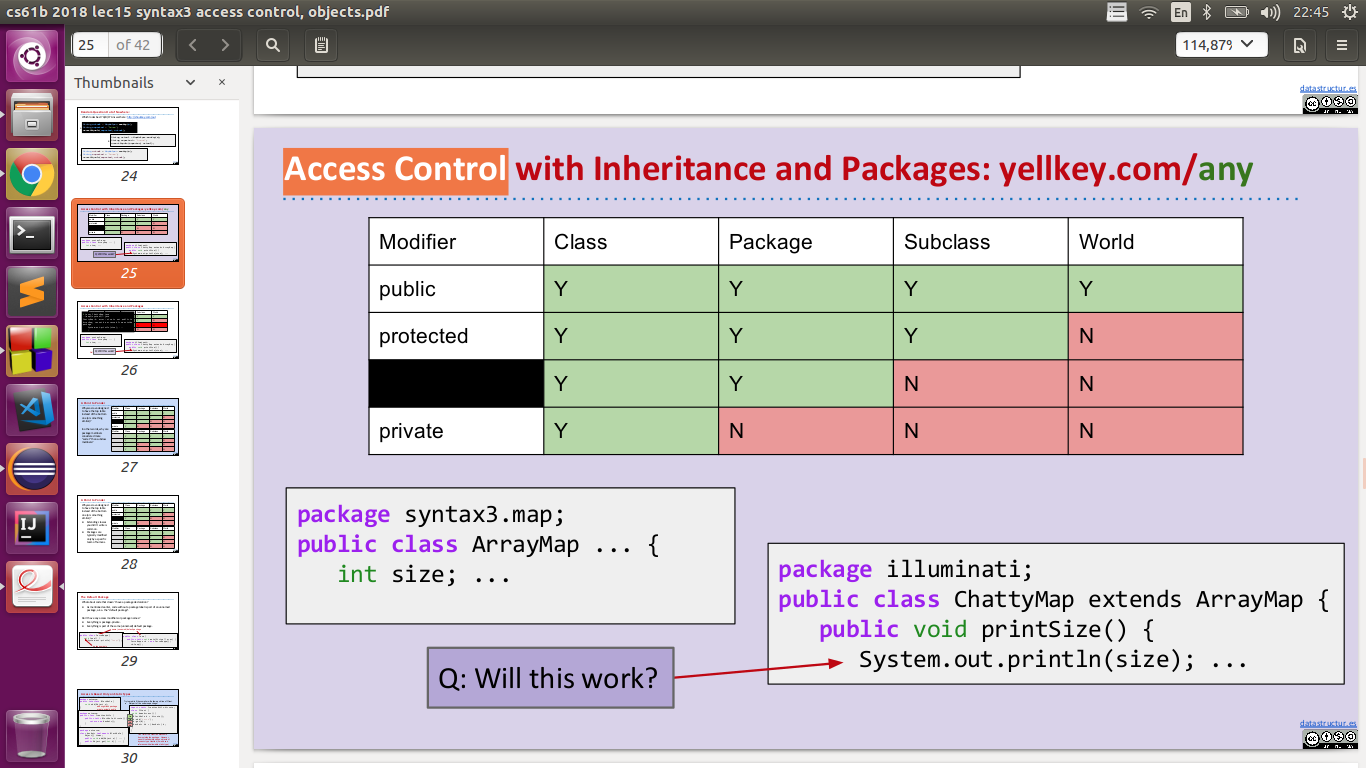 cs61b 2018 lec15 syntax3 access control, objects.pdf
En
22:45
25 of 42
114,87%
Thumbnails
24
25
26
27
28
29
30
datastructur.es
Access Control with Inheritance and Packages: yellkey.com/any
Modifier Class Package Subclass World
public Y Y Y Y
protected Y Y Y N
Y Y N N
private Y N N N
package syntax3.map;
public class ArrayMap ... {
int size; ...
package illuminati;
public class ChattyMap extends ArrayMap {
public void printSize() {
System.out.println(size); ...
Q: Will this work?
datastructur.es